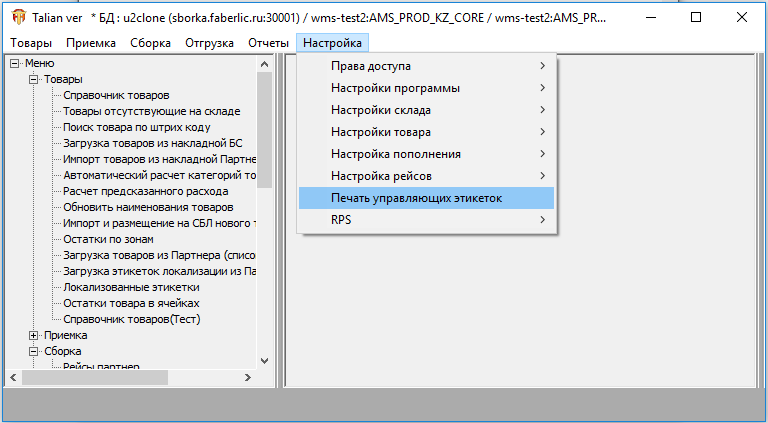 Talian ver * БД : u2clone (sborka.faberlic.ru:30001) / wms-test2:AMS_PROD_KZ_CORE / wms-test2:AMS_PR...
Товары Приемка Сборка Отгрузка Отчеты Настройка
Меню
Товары
Справочник товаров
Товары отсутствующие на складе
Поиск товара по штрих коду
Загрузка товаров из накладной БС
Импорт товаров из накладной Партне
Автоматический расчет категорий то
Расчет предсказанного расхода
Обновить наименования товаров
Импорт и размещение на СБЛ нового т
Остатки по зонам
Загрузка товаров из Партнера (списо
Загрузка этикеток локализации из Па
Локализованные этикетки
Остатки товара в ячейках
Справочник товаров(Тест)
Приемка
Сборка
Рейсы партнер
Права доступа
Настройки программы
Настройки склада
Настройки товара
Настройка пополнения
Настройка рейсов
Печать управляющих этикеток
RPS